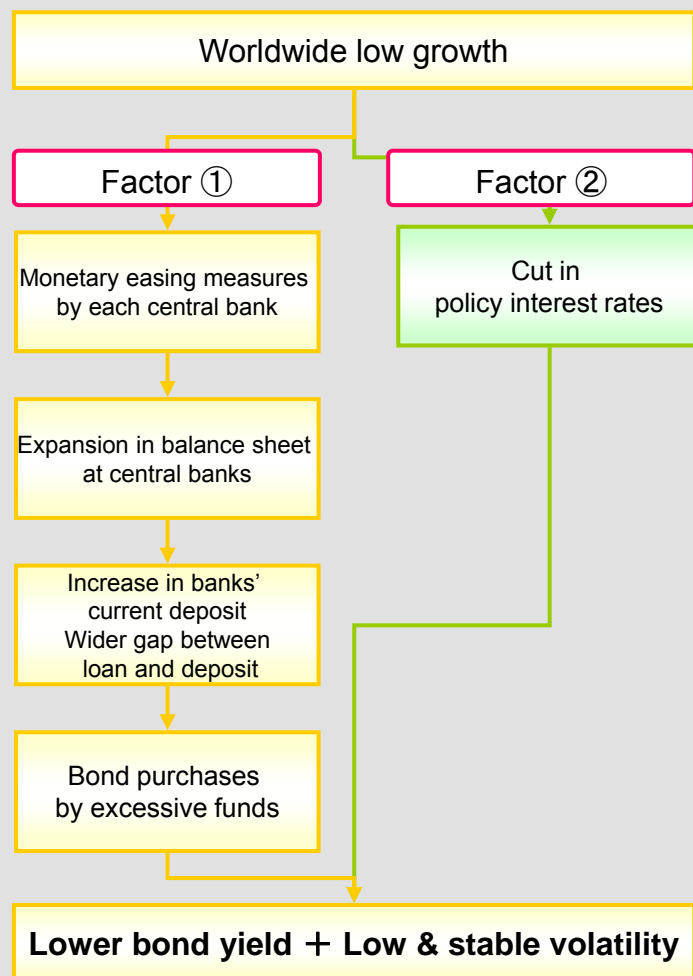 Worldwide low growth
Factor ①
Factor ②
Monetary easing measures
by each central bank
Cut in
policy interest rates
Expansion in balance sheet
at central banks
Increase in banks’
current deposit
Wider gap between
loan and deposit
Bond purchases
by excessive funds
Lower bond yield ＋ Low & stable volatility